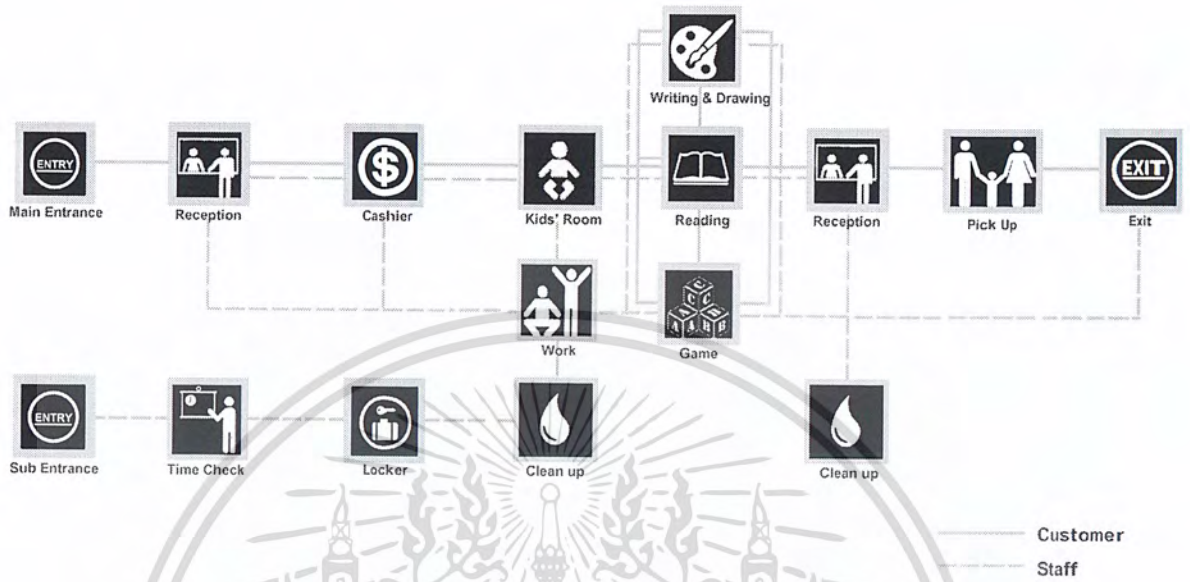 Writing & Drawing
ENTRY
$
EXIT
Main Entrance
Reception
Cashier
Kids' Room
Reading
Reception
Pick Up
Exit
Work
Game
ENTRY
Sub Entrance
Time Check
Locker
Clean up
Clean up
Customer
Staff